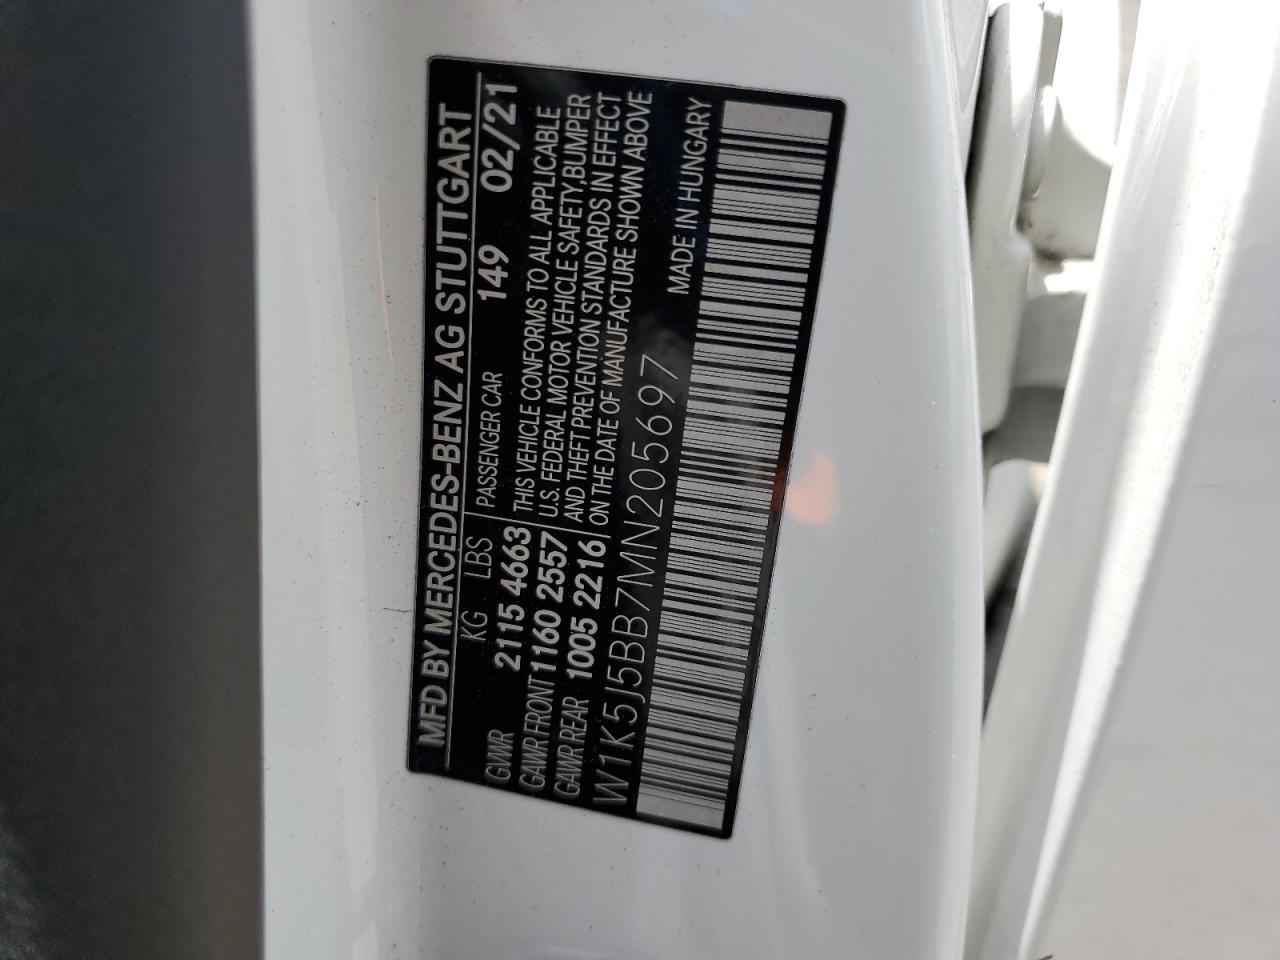 MFD BY MERCEDES-BENZ AG STUTTGART
KG LBS PASSENGER CAR 149 02/21
GVWR 2115 4663
GAWR FRONT 1160 2557
GAWR REAR 1005 2216
THIS VEHICLE CONFORMS TO ALL APPLICABLE
U.S. FEDERAL MOTOR VEHICLE SAFETY,BUMPER
AND THEFT PREVENTION STANDARDS IN EFFECT
ON THE DATE OF MANUFACTURE SHOWN ABOVE
W1K5J5BB7MN205697
MADE IN HUNGARY